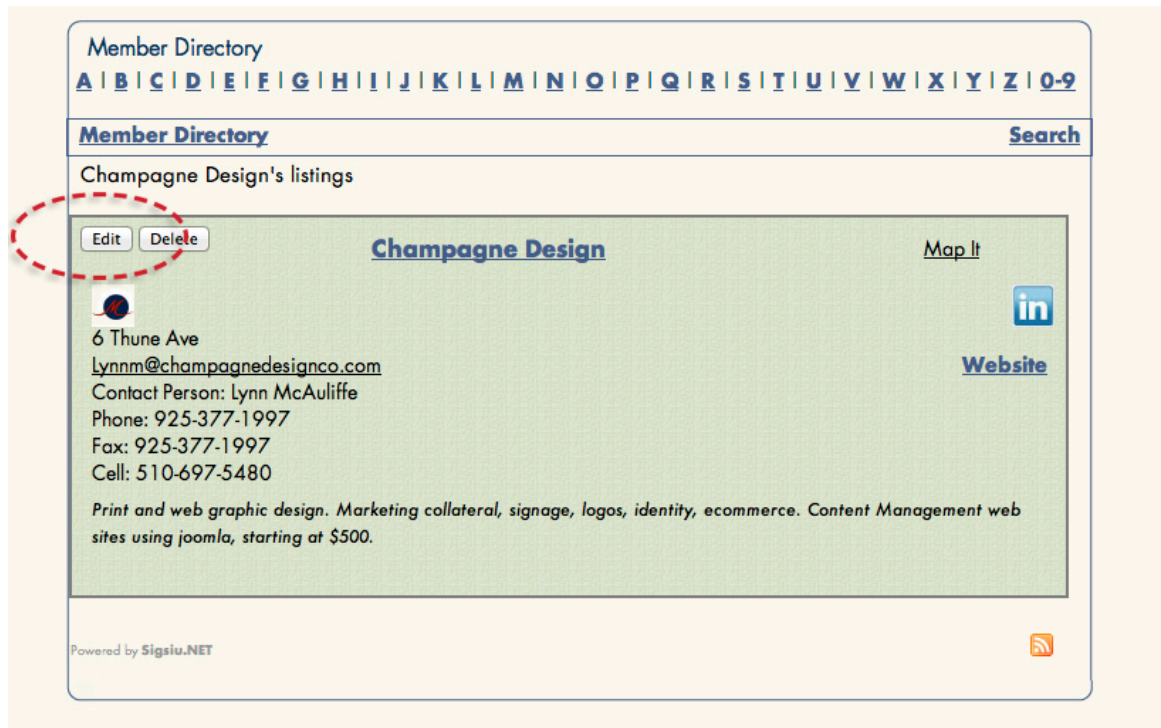 Member Directory
A | B | C | D | E | F | G | H | I | J | K | L | M | N | O | P | Q | R | S | T | U | V | W | X | Y | Z | 0-9
Member Directory Search
Champagne Design's listings
Edit Delete Champagne Design Map It
in
6 Thune Ave
Lynnm@champagnedesignco.com Website
Contact Person: Lynn McAuliffe
Phone: 925-377-1997
Fax: 925-377-1997
Cell: 510-697-5480
Print and web graphic design. Marketing collateral, signage, logos, identity, ecommerce. Content Management web
sites using joomla, starting at $500.
Powered by Sigsiu.NET